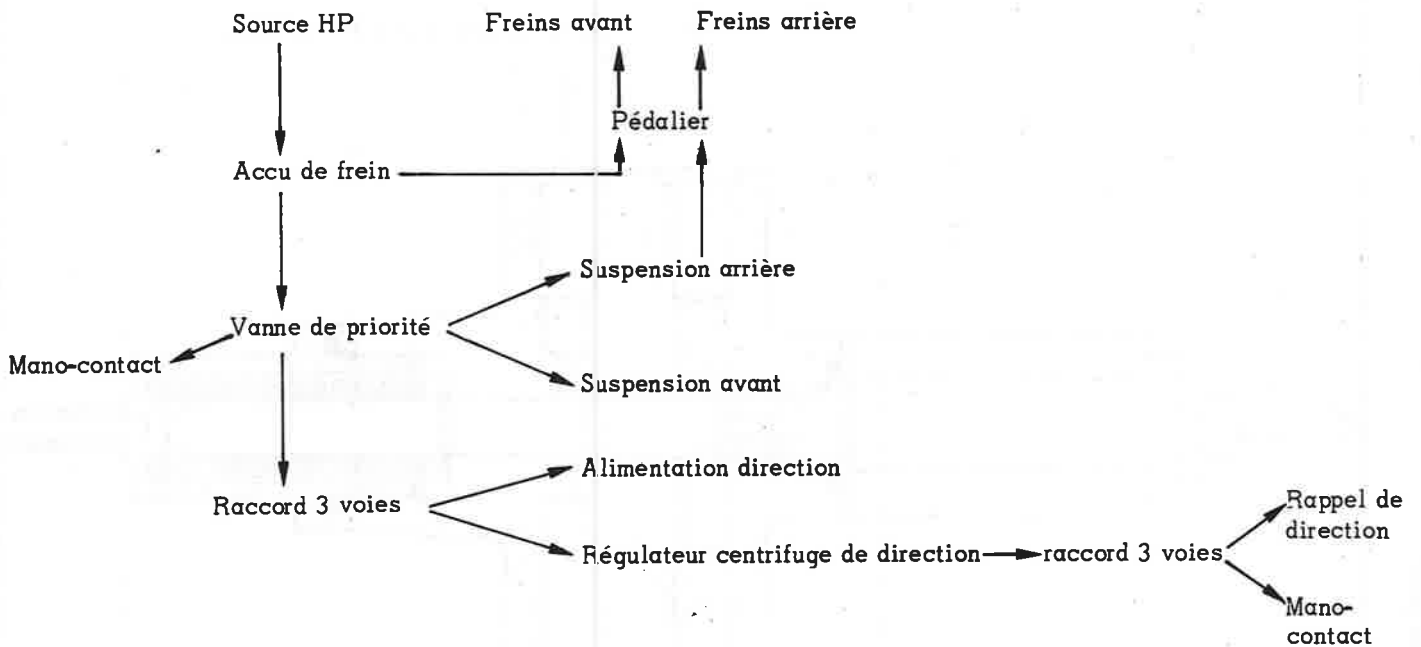 Source HP
Freins avant
Freins arrière
Pédalier
Accu de frein
Suspension arrière
Vanne de priorité
Mano-contact
Suspension avant
Alimentation direction
Raccord 3 voies
Rappel de
direction
Régulateur centrifuge de direction
raccord 3 voies
Mano-
contact